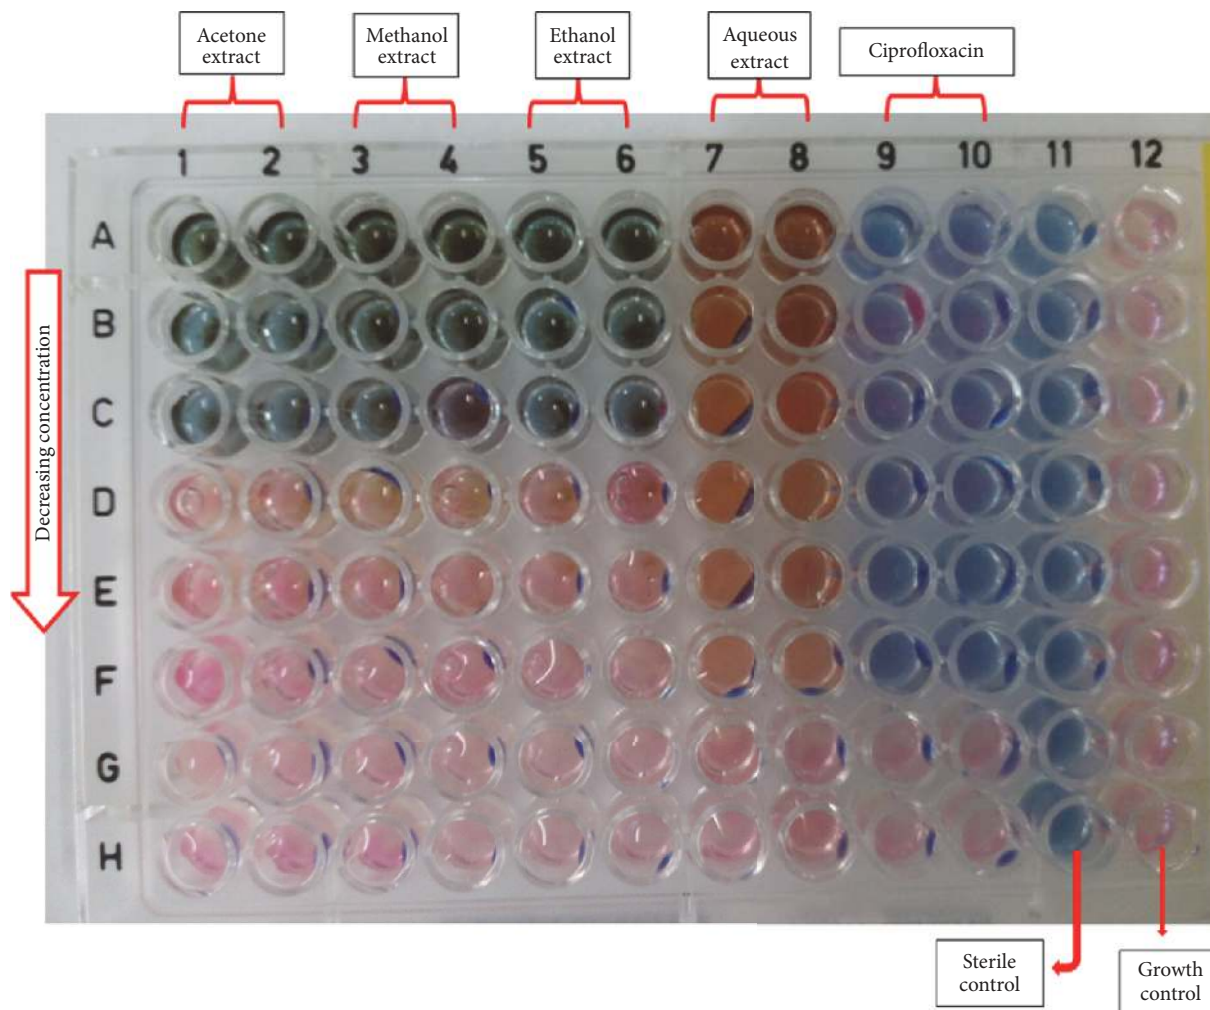 Acetone
extract
Methanol
extract
Ethanol
extract
Aqueous
extract
Ciprofloxacin
1 2 3 4 5 6 7 8 9 10 11 12
A
B
C
D
E
F
G
H
Decreasing concentration
Sterile
control
Growth
control